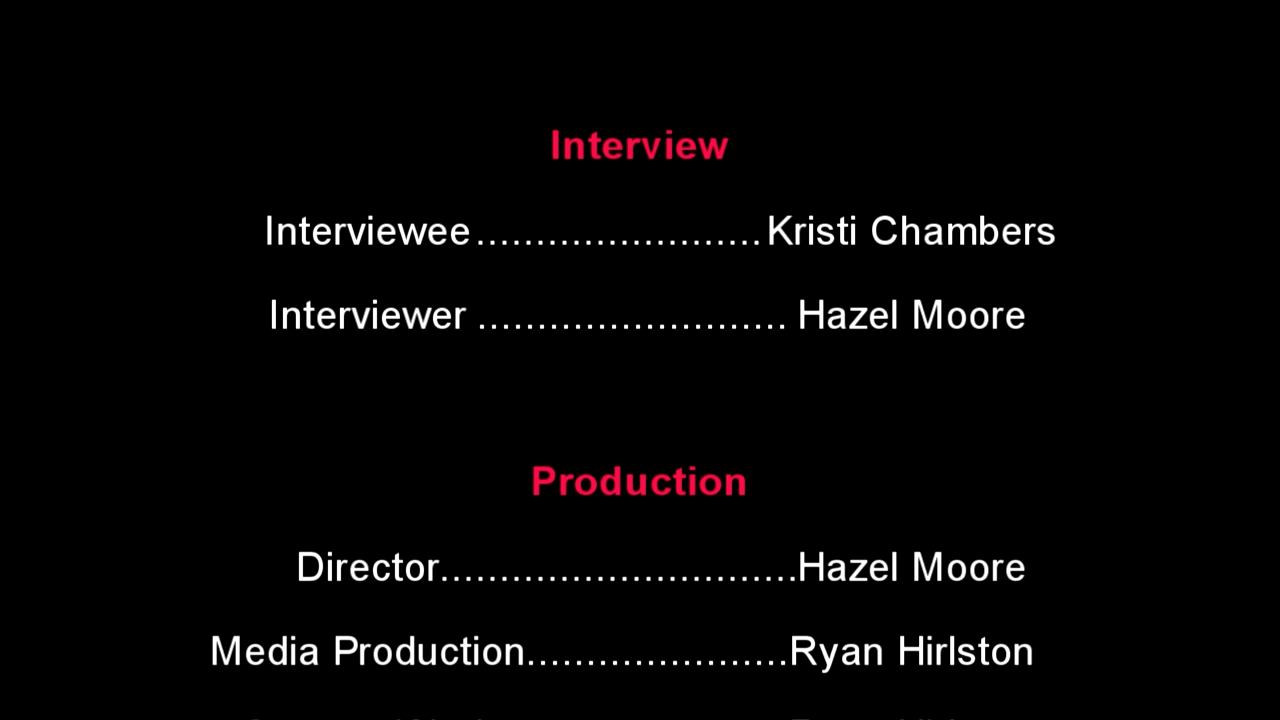 Interview
Interviewee........................Kristi Chambers
Interviewer .......................... Hazel Moore
Production
Director..............................Hazel Moore
Media Production......................Ryan Hirlston